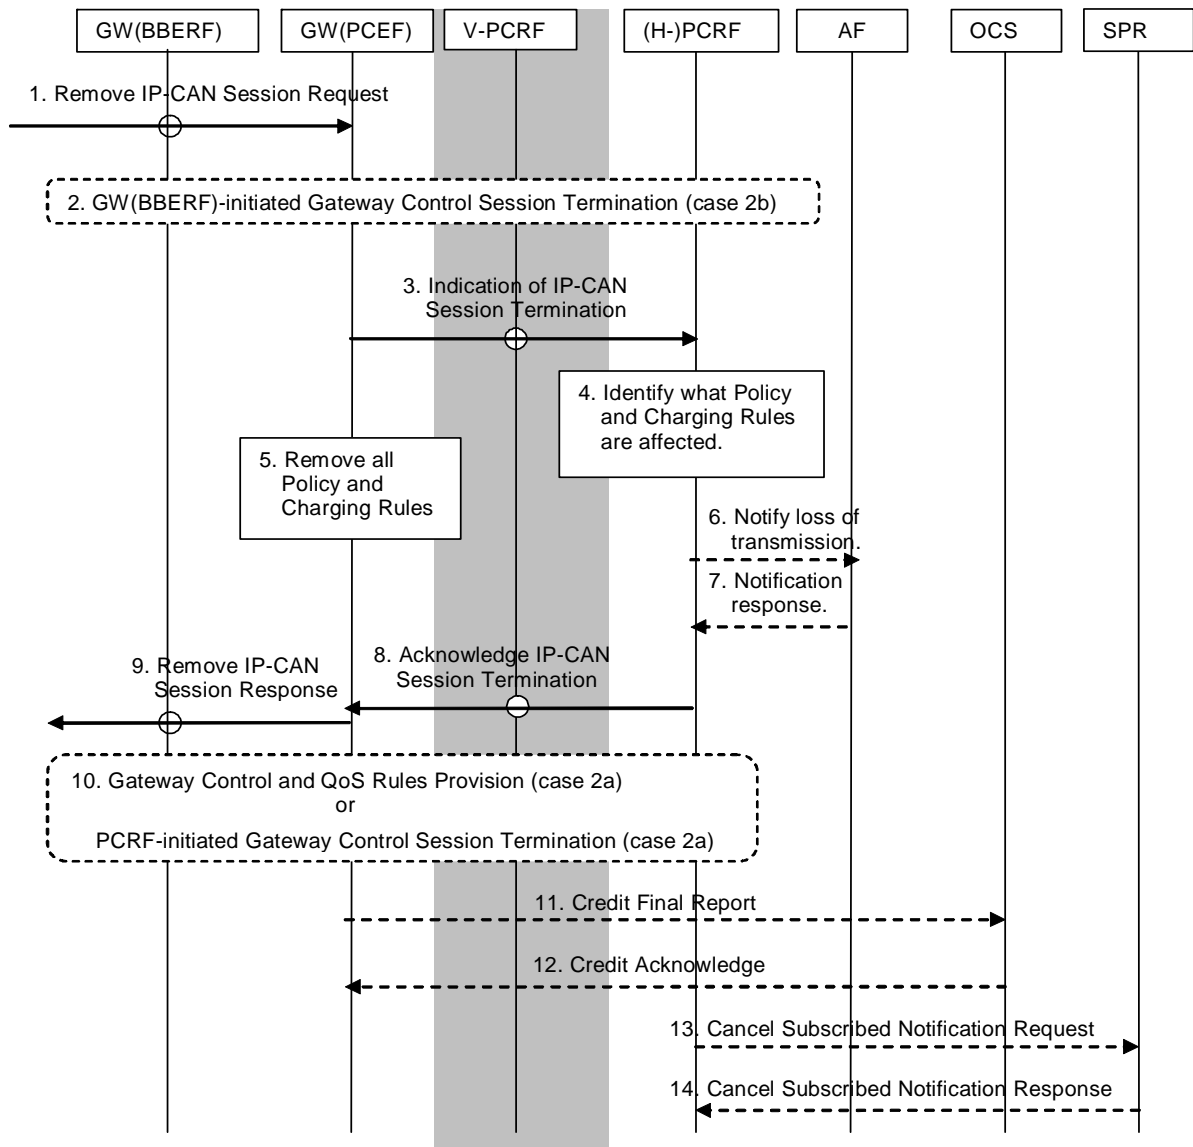 GW(BBERF)
GW(PCEF)
V-PCRF
(H-)PCRF
AF
OCS
SPR
1. Remove IP-CAN Session Request
2. GW(BBERF)-initiated Gateway Control Session Termination (case 2b)
3. Indication of IP-CAN
Session Termination
4. Identify what Policy
and Charging Rules
are affected.
5. Remove all
Policy and
Charging Rules
6. Notify loss of
transmission.
7. Notification
response.
8. Acknowledge IP-CAN
Session Termination
9. Remove IP-CAN
Session Response
10. Gateway Control and QoS Rules Provision (case 2a)
or
PCRF-initiated Gateway Control Session Termination (case 2a)
11. Credit Final Report
12. Credit Acknowledge
13. Cancel Subscribed Notification Request
14. Cancel Subscribed Notification Response